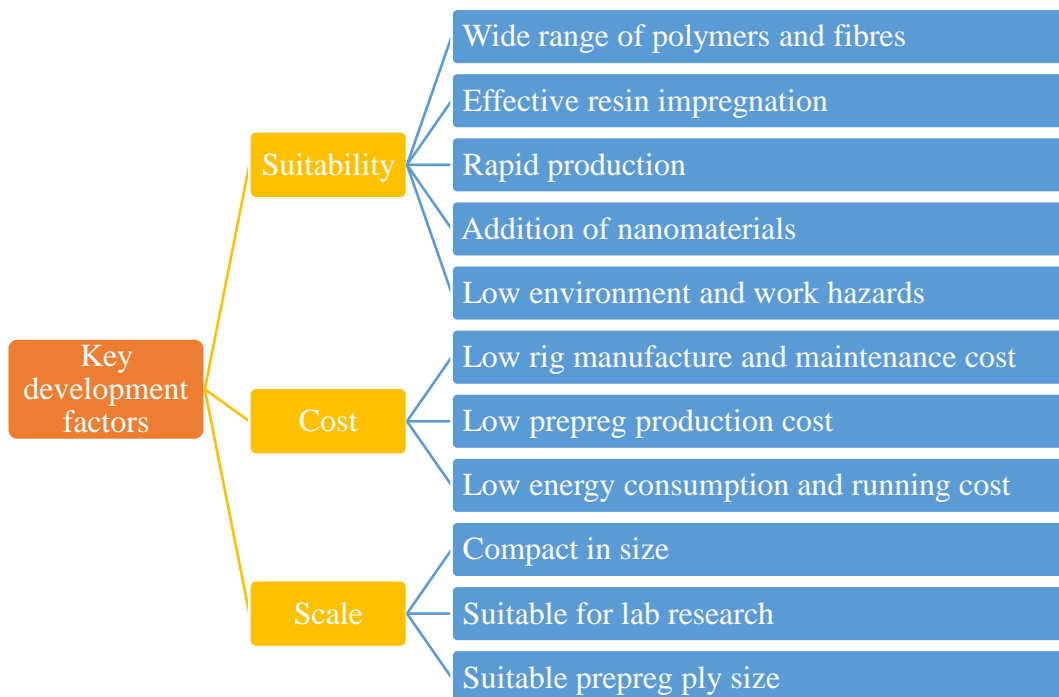 Key
development
factors
Suitability
Wide range of polymers and fibres
Effective resin impregnation
Rapid production
Addition of nanomaterials
Low environment and work hazards
Cost
Low rig manufacture and maintenance cost
Low prepreg production cost
Low energy consumption and running cost
Scale
Compact in size
Suitable for lab research
Suitable prepreg ply size